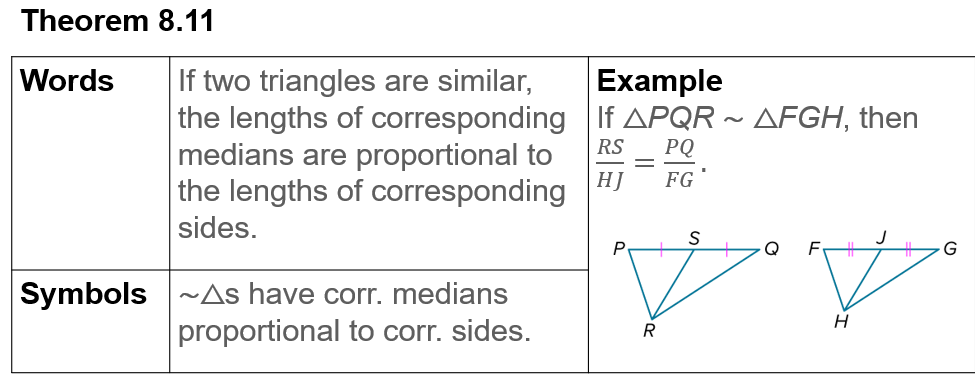 Theorem 8.11
Words
If two triangles are similar,
the lengths of corresponding
medians are proportional to
the lengths of corresponding
sides.
Symbols
~△s have corr. medians
proportional to corr. sides.
Example
If △PQR ~ △FGH, then
RS/HJ = PQ/FG.
P S Q F J G
R H